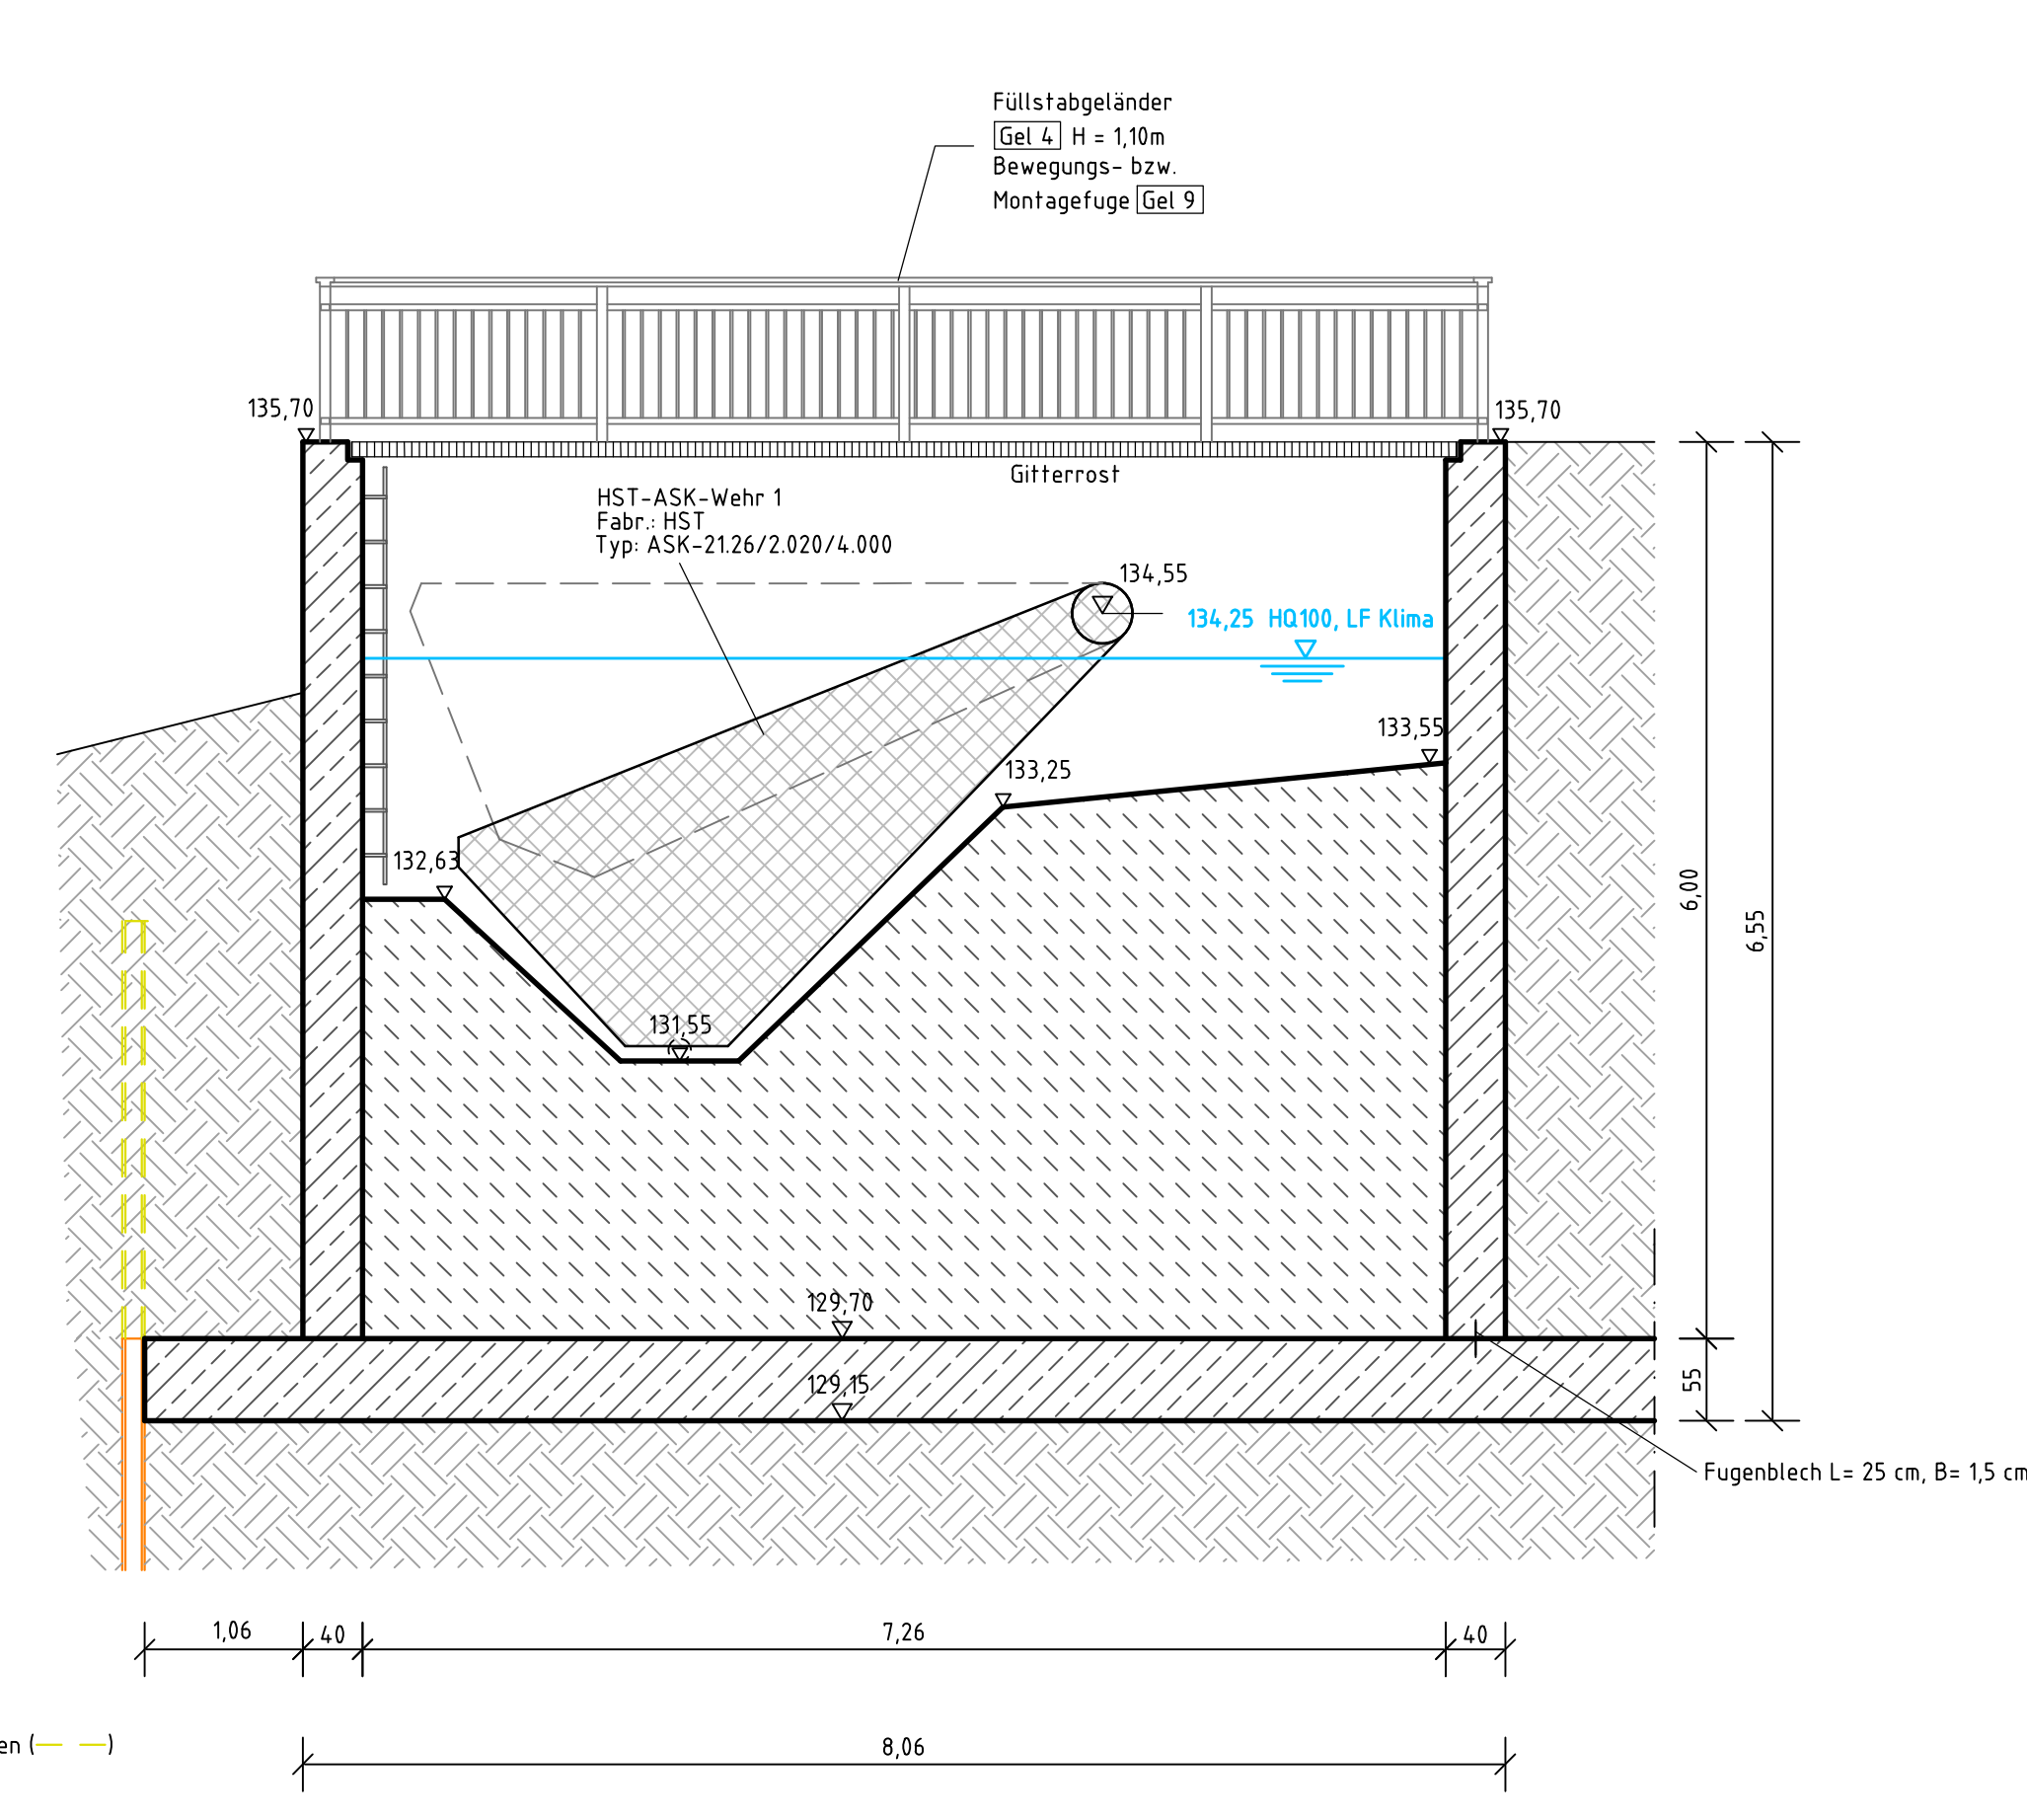 Füllstabgeländer
Gel 4 H = 1,10m
Bewegungs- bzw.
Montagefuge Gel 9
135,70
135,70
Gitterrost
HST-ASK-Wehr 1
Fabr.: HST
Typ: ASK-21.26/2.020/4.000
134,55
134,25 HQ100, LF Klima
133,55
133,25
132,63
6,00
6,55
131,55
129,70
129,15
55
Fugenblech L= 25 cm, B= 1,5 cm
1,06
40
7,26
40
en ( )
8,06